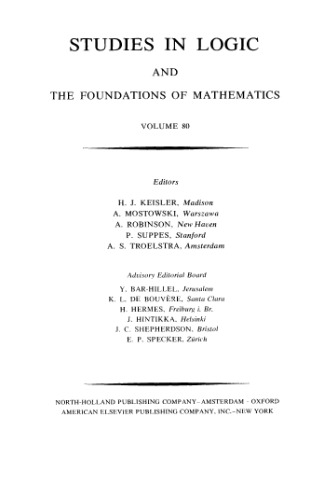 STUDIES IN LOGIC
AND
THE FOUNDATIONS OF MATHEMATICS
VOLUME 80
Editors
H. J. KEISLER, Madison
A. MOSTOWSKI, Warszawa
A. ROBINSON, New Haven
P. SUPPES, Stanford
A. S. TROELSTRA, Amsterdam
Advisory Editorial Board
Y. BAR-HILLEL, Jerusalem
K. L. DE BOUVÈRE, Santa Clara
H. HERMES, Freiburg i. Br.
J. HINTIKKA, Helsinki
J. C. SHEPHERDSON, Bristol
E. P. SPECKER, Zürich
NORTH-HOLLAND PUBLISHING COMPANY–AMSTERDAM · OXFORD
AMERICAN ELSEVIER PUBLISHING COMPANY, INC.–NEW YORK